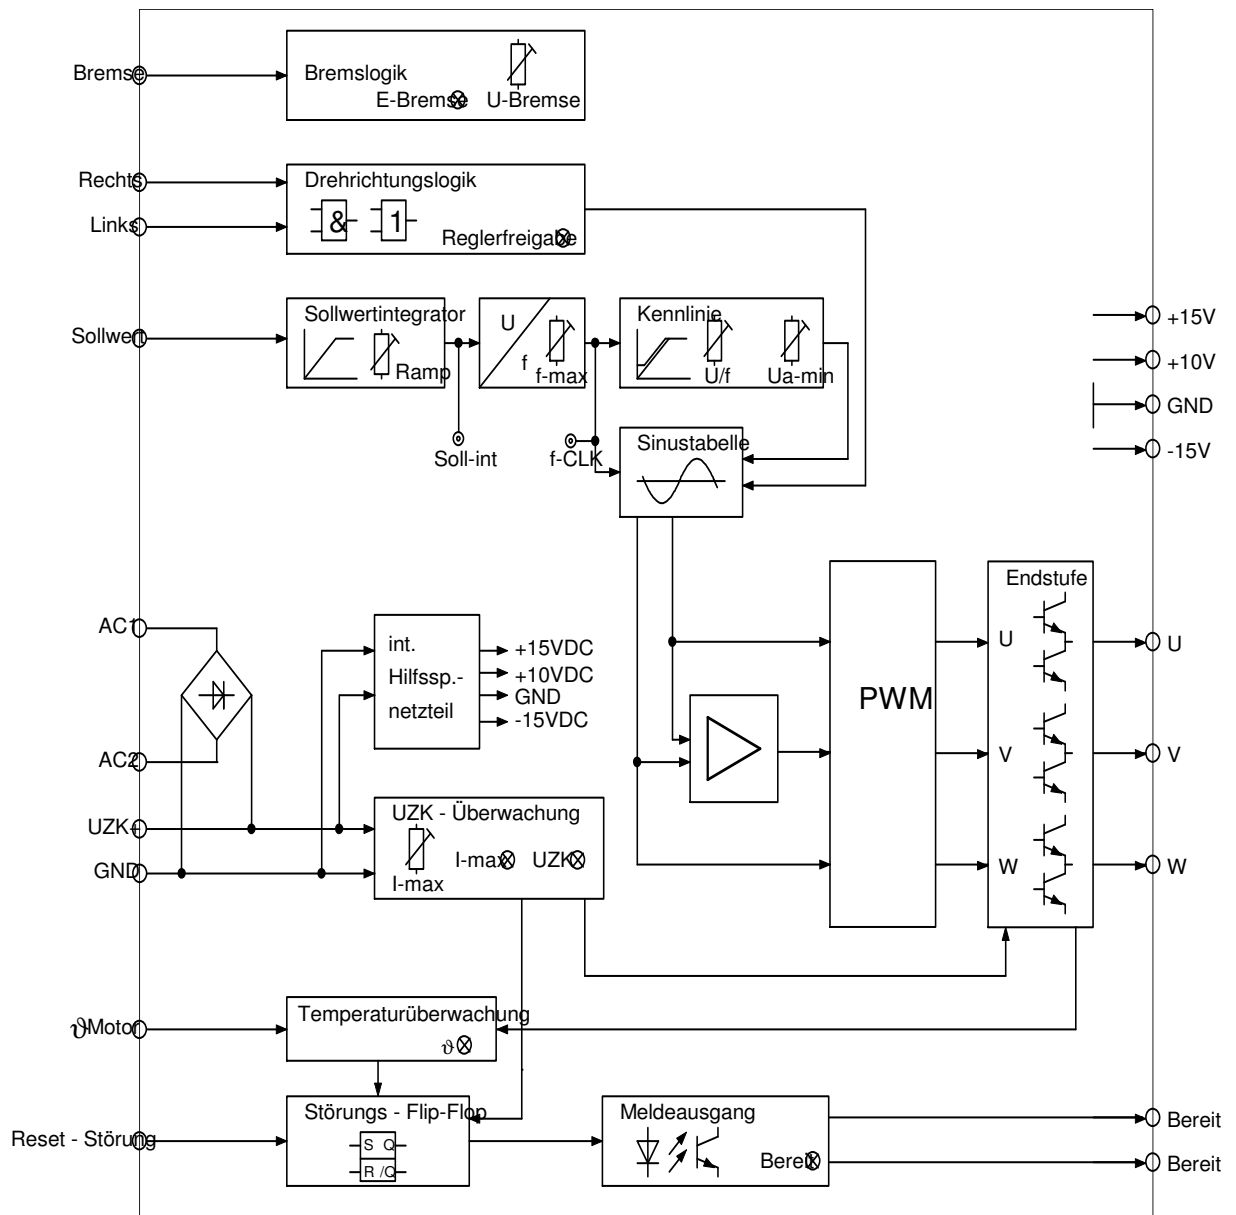 Bremse
Bremslogik
E-Bremse
U-Bremse
Rechts
Drehrichtungslogik
Links
&
1
Reglerfreigabe
Sollwert
Sollwertintegrator
Ramp
U
f
f-max
Kennlinie
U/f
Ua-min
+15V
+10V
GND
-15V
Soll-int
f-CLK
Sinustabelle
AC1
AC2
int.
Hilfssp.-
netzteil
+15VDC
+10VDC
GND
-15VDC
PWM
Endstufe
U
V
W
U
V
W
UZK+
GND
UZK - Überwachung
I-max
I-max
UZK
ϑMotor
Temperaturüberwachung
ϑ
Reset - Störung
Störungs - Flip-Flop
S Q
R /Q
Meldeausgang
Bereit
Bereit
Bereit